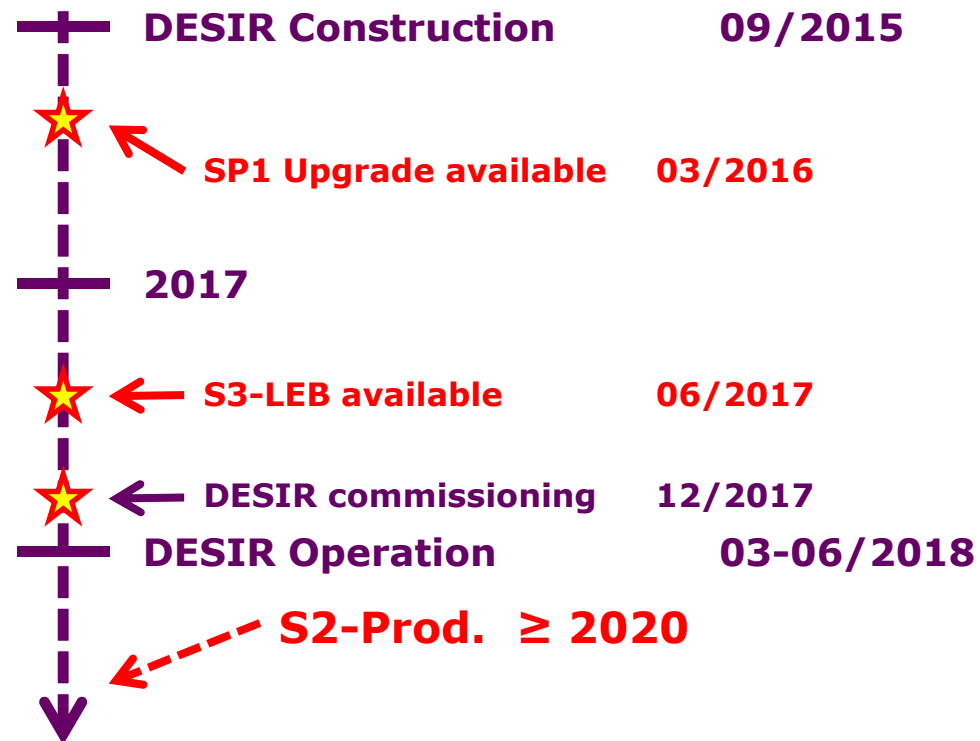 DESIR Construction 09/2015
SP1 Upgrade available 03/2016
2017
S3-LEB available 06/2017
DESIR commissioning 12/2017
DESIR Operation 03-06/2018
S2-Prod. ≥ 2020